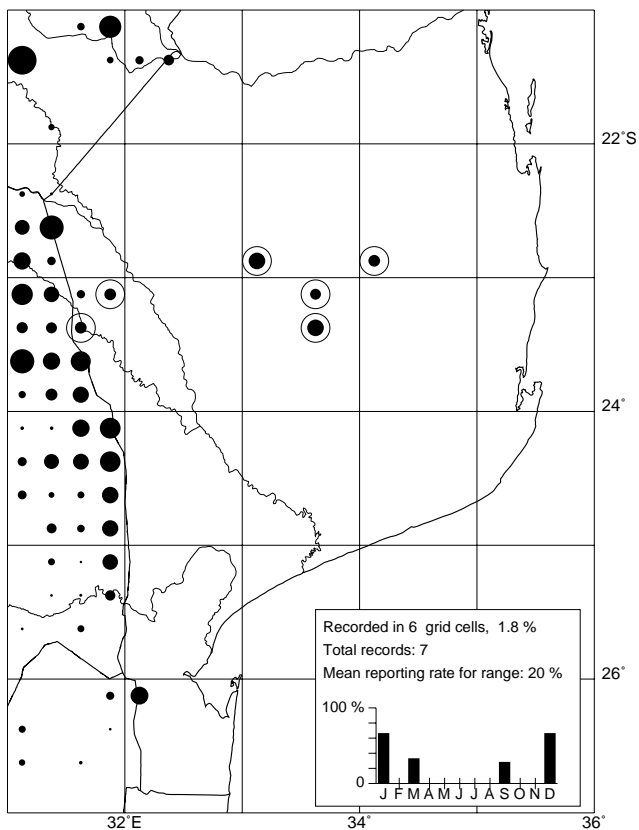 22°S
24°
26°
Recorded in 6 grid cells, 1.8 %
Total records: 7
Mean reporting rate for range: 20 %
100 %
0
J F M A M J J A S O N D
32°E 34° 36°